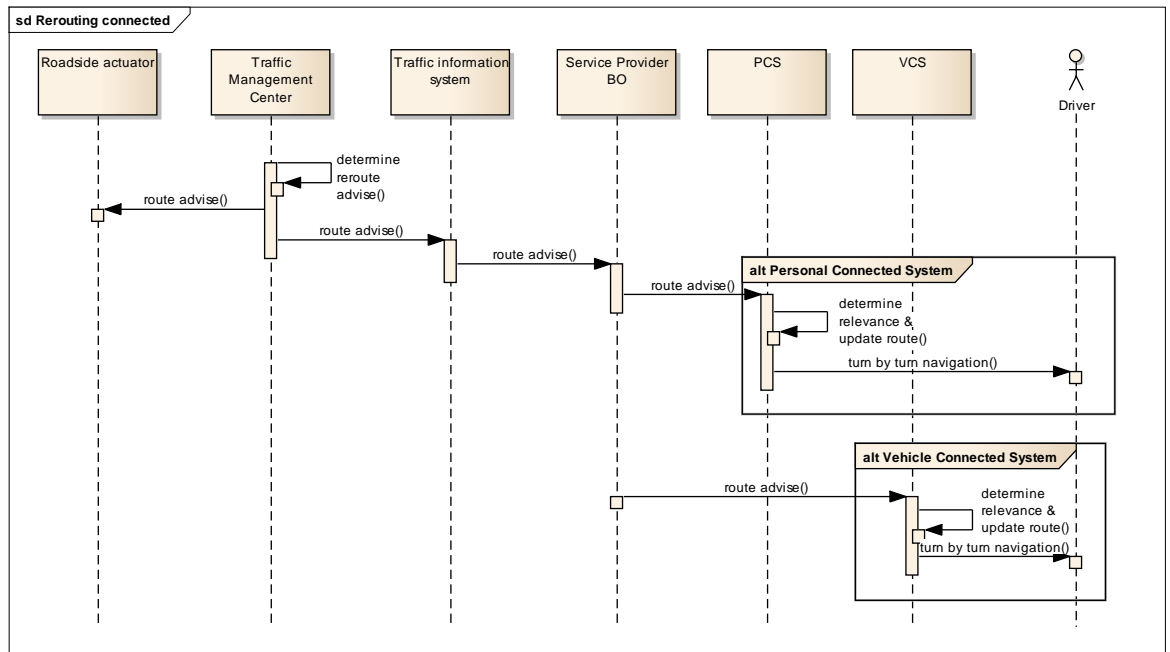 sd Rerouting connected
Roadside actuator
Traffic
Management
Center
Traffic information
system
Service Provider
BO
PCS
VCS
Driver
determine
reroute
advise()
route advise()
route advise()
route advise()
route advise()
alt Personal Connected System
determine
relevance &
update route()
turn by turn navigation()
alt Vehicle Connected System
route advise()
determine
relevance &
update route()
turn by turn navigation()